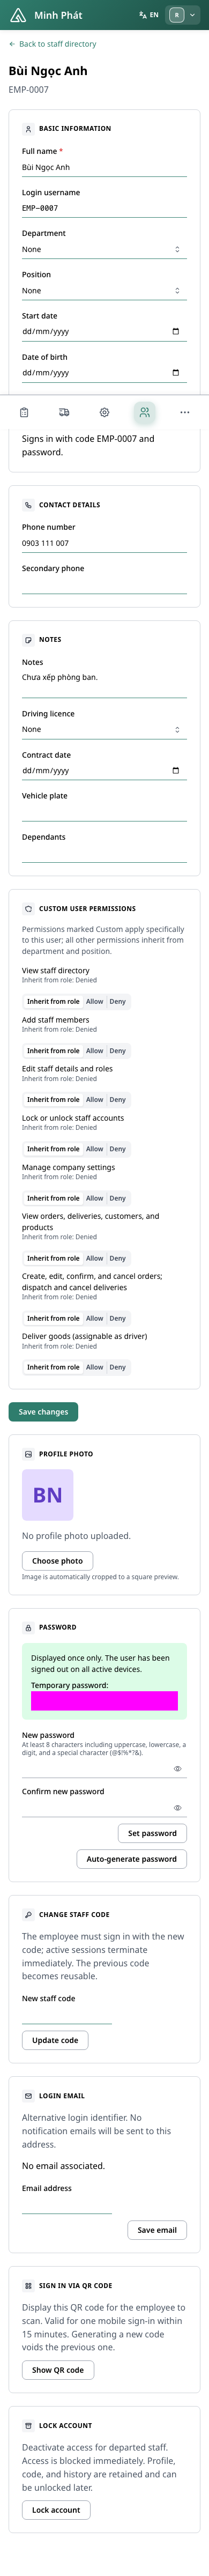 Minh Phát
EN
R
Back to staff directory
Bùi Ngọc Anh
EMP-0007
BASIC INFORMATION
Full name *
Bùi Ngọc Anh
Login username
EMP-0007
Department
None
Position
None
Start date
dd/mm/yyyy
Date of birth
dd/mm/yyyy
Signs in with code EMP-0007 and
password.
CONTACT DETAILS
Phone number
0903 111 007
Secondary phone
NOTES
Notes
Chưa xếp phòng ban.
Driving licence
None
Contract date
dd/mm/yyyy
Vehicle plate
Dependants
CUSTOM USER PERMISSIONS
Permissions marked Custom apply specifically
to this user; all other permissions inherit from
department and position.
View staff directory
Inherit from role: Denied
Inherit from role Allow Deny
Add staff members
Inherit from role: Denied
Inherit from role Allow Deny
Edit staff details and roles
Inherit from role: Denied
Inherit from role Allow Deny
Lock or unlock staff accounts
Inherit from role: Denied
Inherit from role Allow Deny
Manage company settings
Inherit from role: Denied
Inherit from role Allow Deny
View orders, deliveries, customers, and
products
Inherit from role: Denied
Inherit from role Allow Deny
Create, edit, confirm, and cancel orders;
dispatch and cancel deliveries
Inherit from role: Denied
Inherit from role Allow Deny
Deliver goods (assignable as driver)
Inherit from role: Denied
Inherit from role Allow Deny
Save changes
PROFILE PHOTO
BN
No profile photo uploaded.
Choose photo
Image is automatically cropped to a square preview.
PASSWORD
Displayed once only. The user has been
signed out on all active devices.
Temporary password:
New password
At least 8 characters including uppercase, lowercase, a
digit, and a special character (@$!%*?&).
Confirm new password
Set password
Auto-generate password
CHANGE STAFF CODE
The employee must sign in with the new
code; active sessions terminate
immediately. The previous code
becomes reusable.
New staff code
Update code
LOGIN EMAIL
Alternative login identifier. No
notification emails will be sent to this
address.
No email associated.
Email address
Save email
SIGN IN VIA QR CODE
Display this QR code for the employee to
scan. Valid for one mobile sign-in within
15 minutes. Generating a new code
voids the previous one.
Show QR code
LOCK ACCOUNT
Deactivate access for departed staff.
Access is blocked immediately. Profile,
code, and history are retained and can
be unlocked later.
Lock account